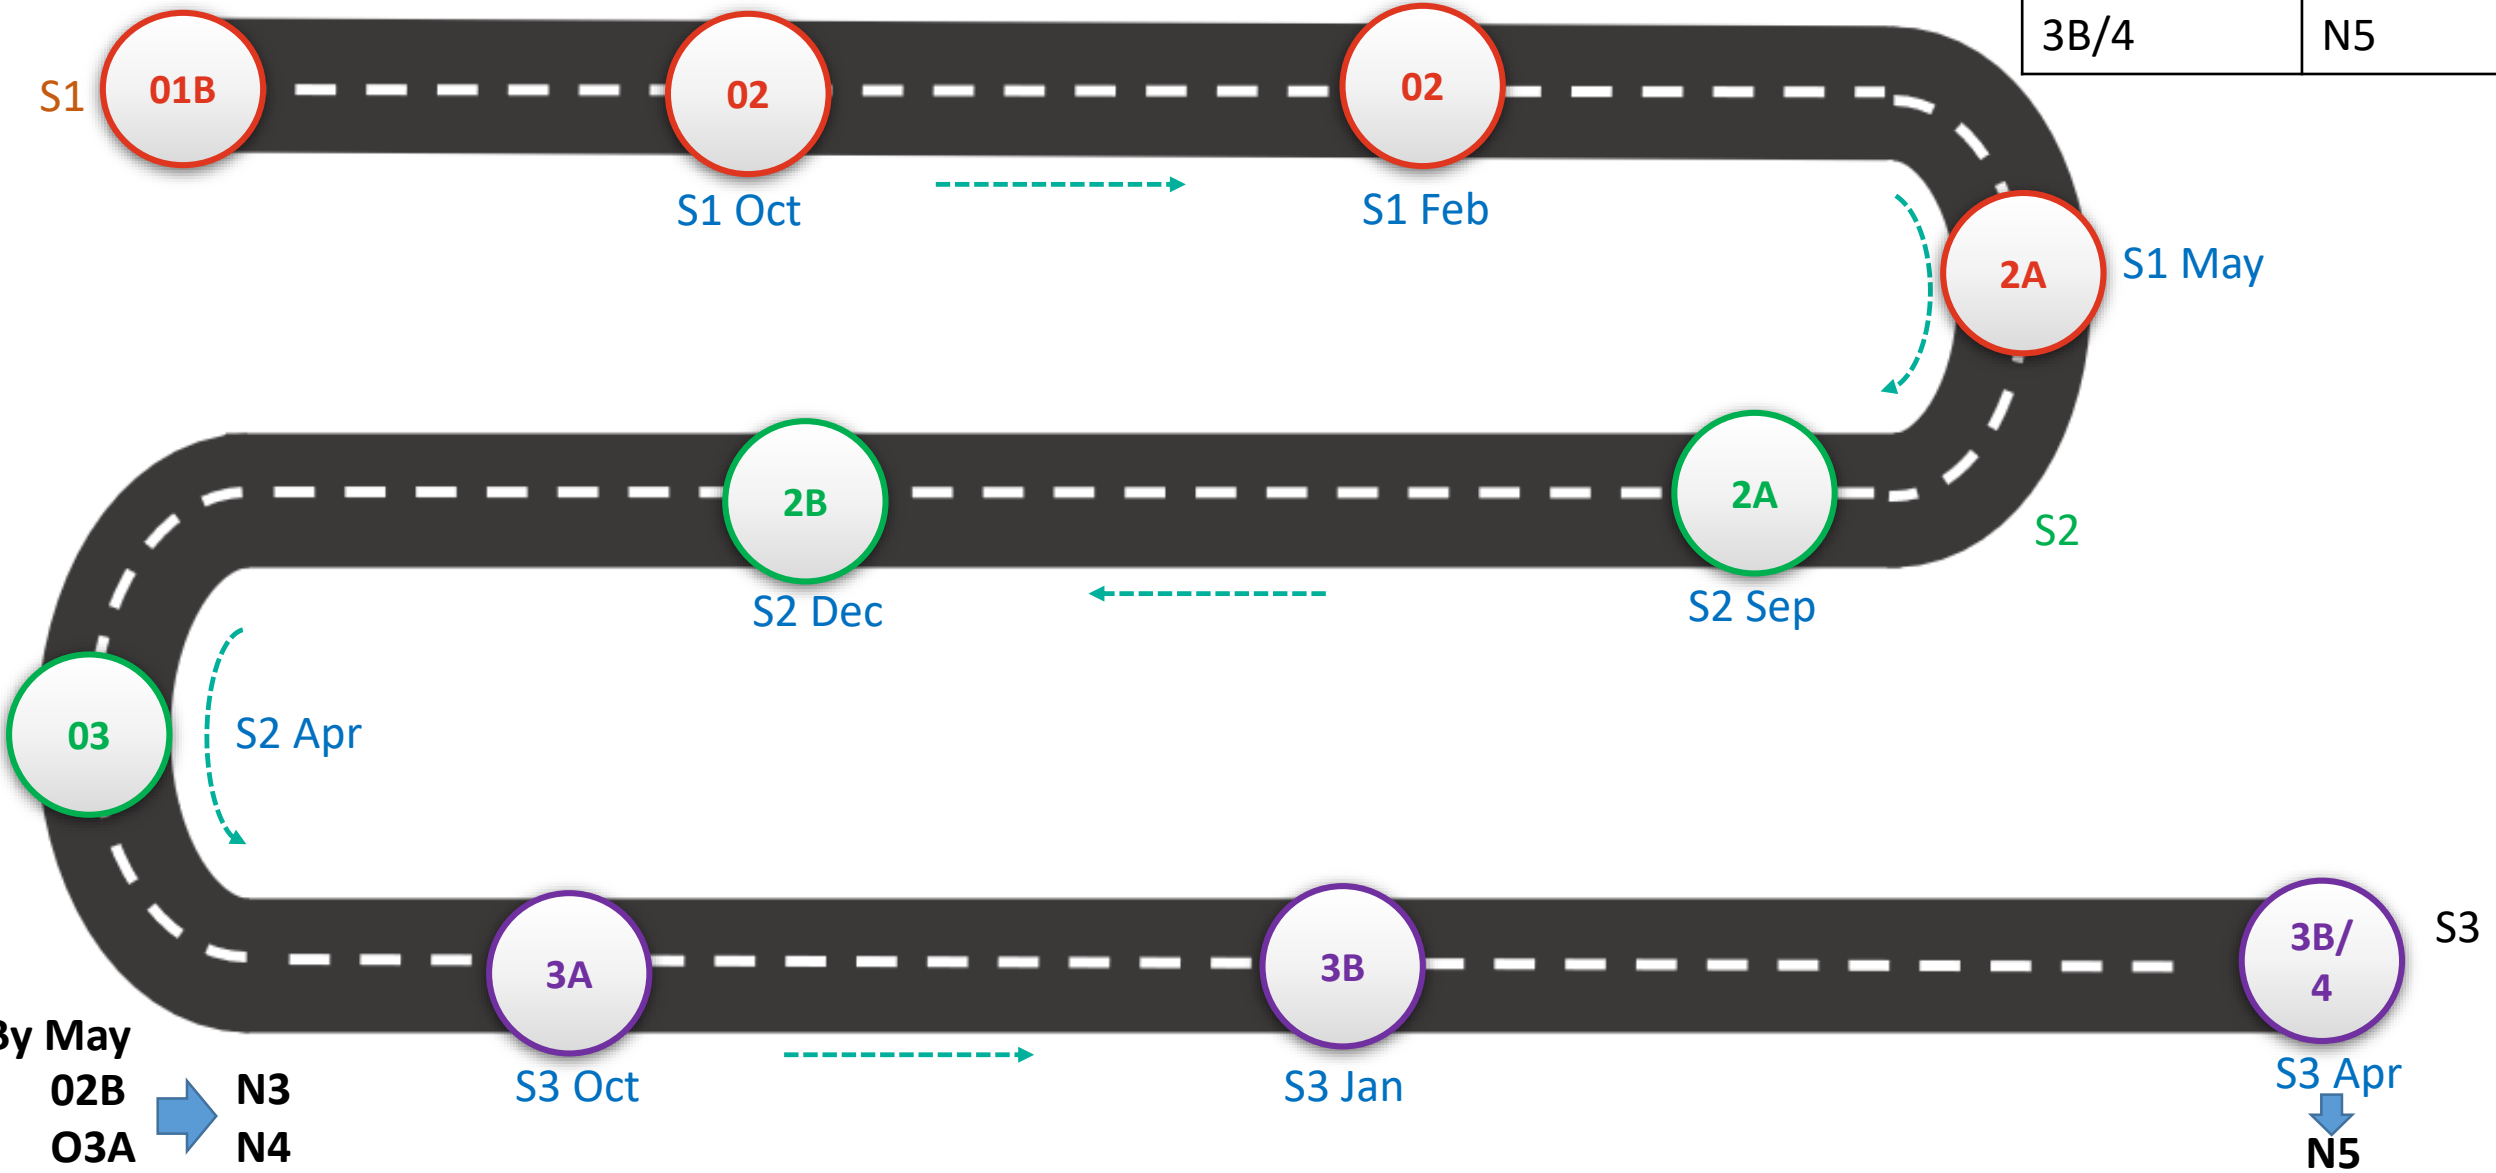 3B/4 N5
S1 01B 02 02
S1 Oct S1 Feb
2A S1 May
2B 2A S2
S2 Dec S2 Sep
03 S2 Apr
3A 3B 3B/
4 S3
S3 Oct S3 Jan S3 Apr
By May
02B N3
O3A N4
N5